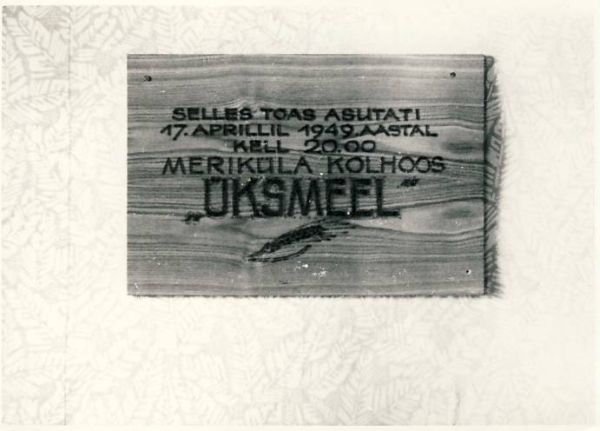 SELLES TOAS ASUTATI
17. APRILLIL 1949. AASTAL
KELL 20.00
MERIKÜLA KOLHOOS
„ÜKSMEEL”